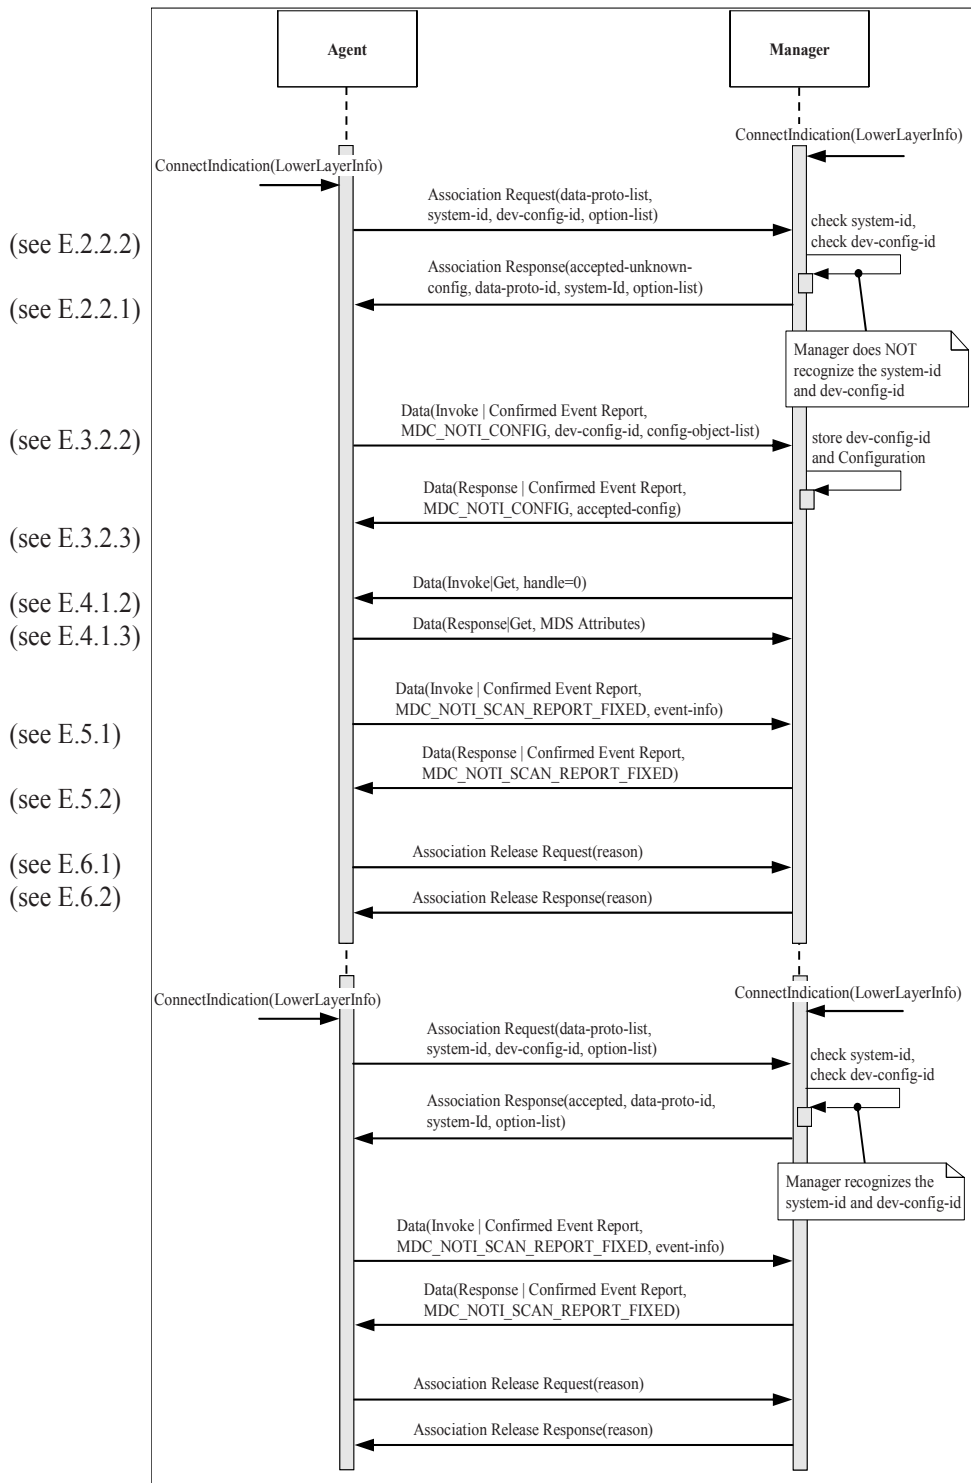 Agent
Manager
ConnectIndication(LowerLayerInfo)
ConnectIndication(LowerLayerInfo)
Association Request(data-proto-list,
system-id, dev-config-id, option-list)
check system-id,
check dev-config-id
(see E.2.2.2)
Association Response(accepted-unknown-
config, data-proto-id, system-Id, option-list)
(see E.2.2.1)
Manager does NOT
recognize the system-id
and dev-config-id
Data(Invoke | Confirmed Event Report,
MDC_NOTI_CONFIG, dev-config-id, config-object-list)
(see E.3.2.2)
store dev-config-id
and Configuration
Data(Response | Confirmed Event Report,
MDC_NOTI_CONFIG, accepted-config)
(see E.3.2.3)
Data(Invoke|Get, handle=0)
(see E.4.1.2)
Data(Response|Get, MDS Attributes)
(see E.4.1.3)
Data(Invoke | Confirmed Event Report,
MDC_NOTI_SCAN_REPORT_FIXED, event-info)
(see E.5.1)
Data(Response | Confirmed Event Report,
MDC_NOTI_SCAN_REPORT_FIXED)
(see E.5.2)
Association Release Request(reason)
(see E.6.1)
Association Release Response(reason)
(see E.6.2)
ConnectIndication(LowerLayerInfo)
ConnectIndication(LowerLayerInfo)
Association Request(data-proto-list,
system-id, dev-config-id, option-list)
check system-id,
check dev-config-id
Association Response(accepted, data-proto-id,
system-Id, option-list)
Manager recognizes the
system-id and dev-config-id
Data(Invoke | Confirmed Event Report,
MDC_NOTI_SCAN_REPORT_FIXED, event-info)
Data(Response | Confirmed Event Report,
MDC_NOTI_SCAN_REPORT_FIXED)
Association Release Request(reason)
Association Release Response(reason)